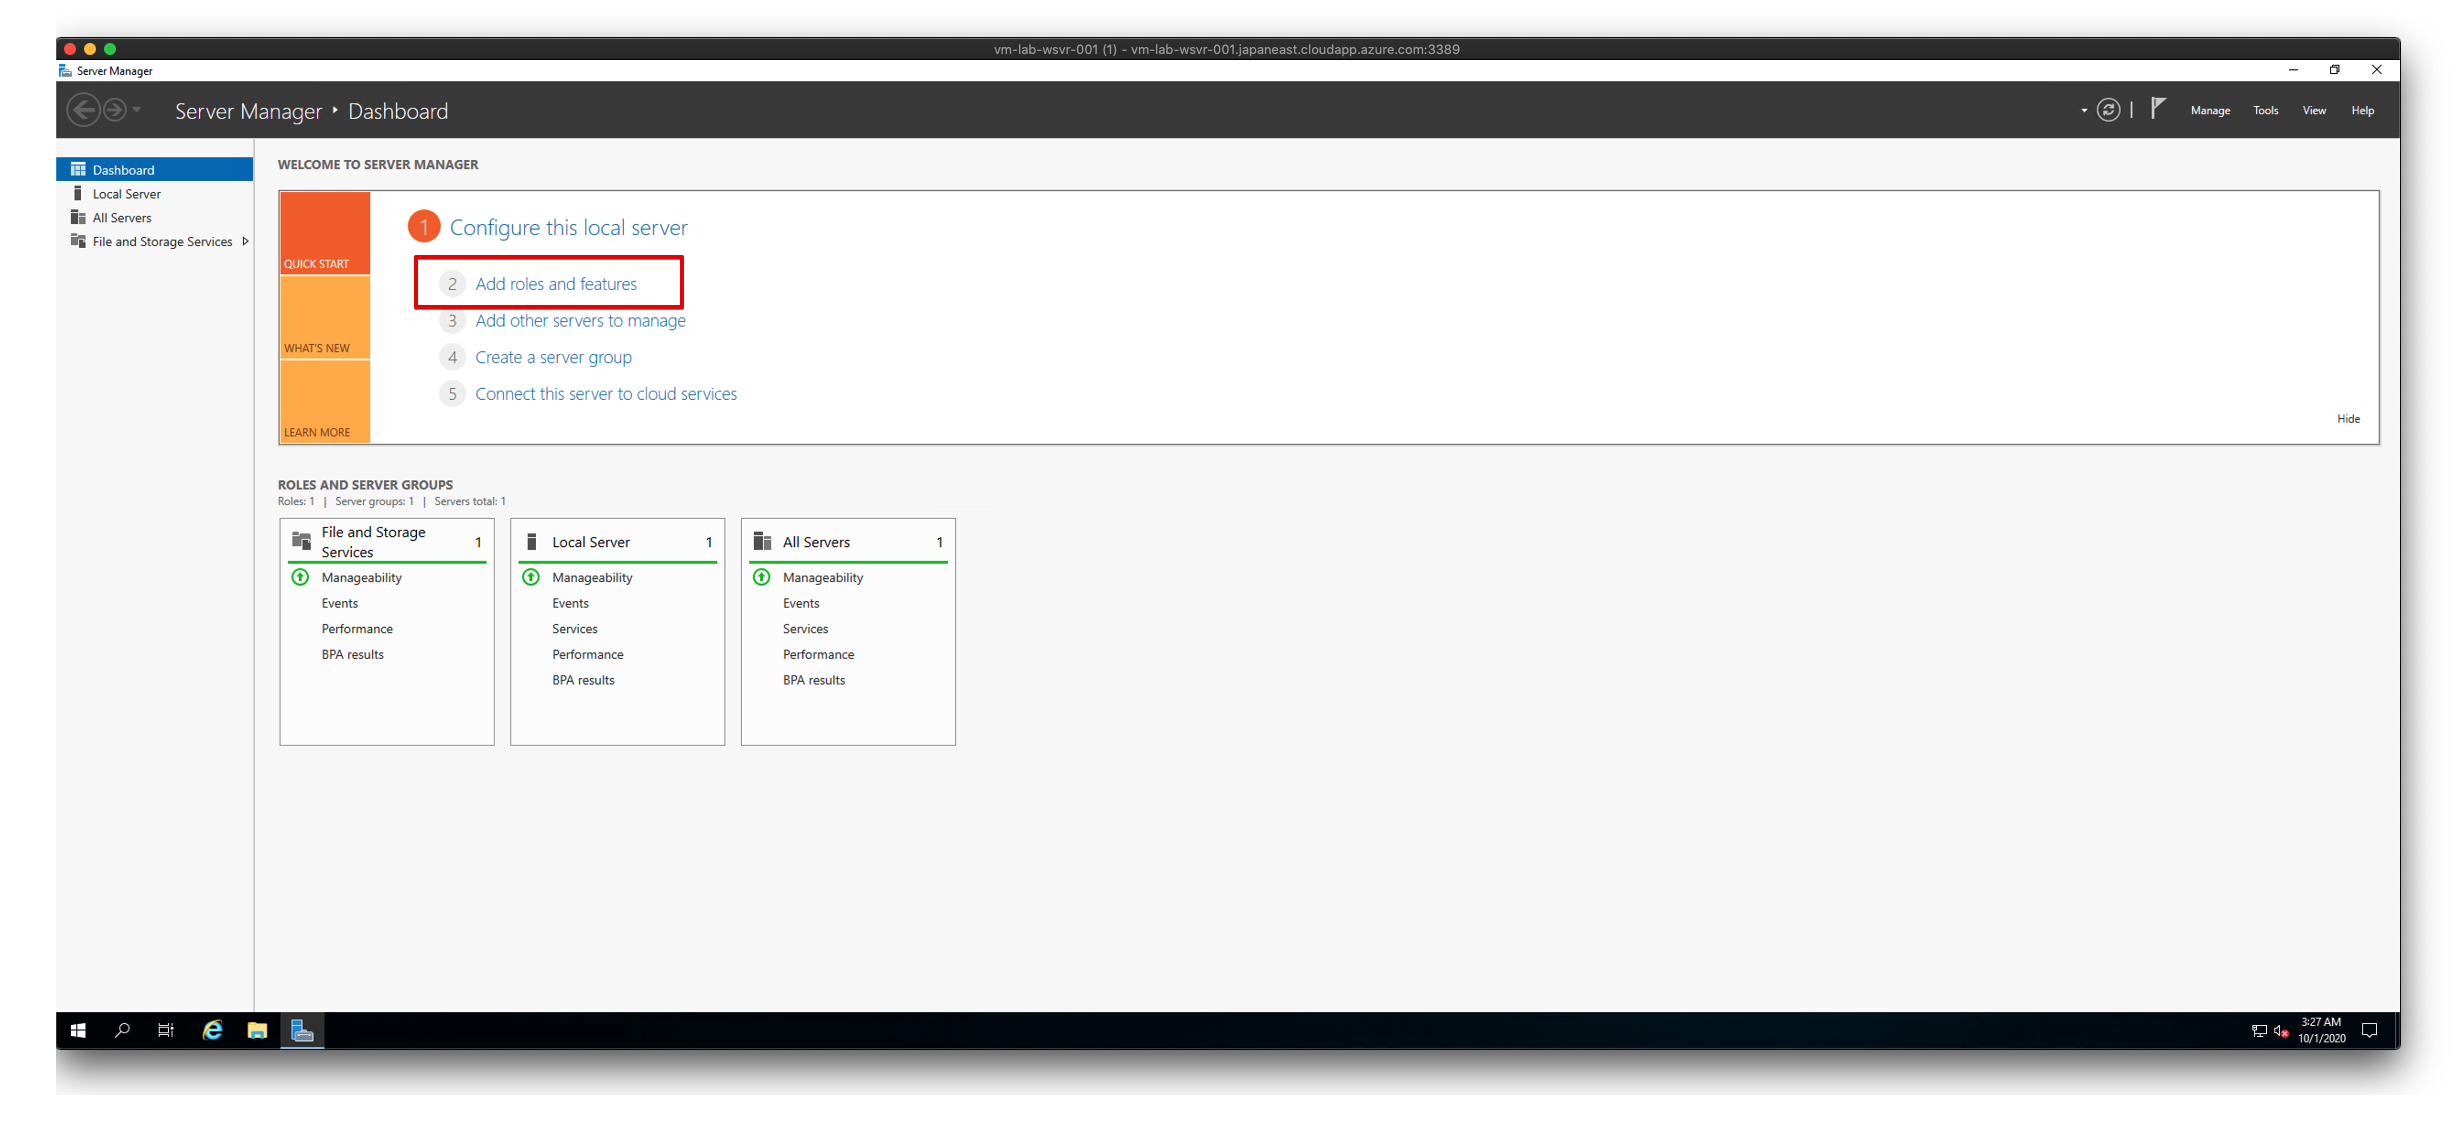 vm-lab-wsvr-001 (1) - vm-lab-wsvr-001.japaneast.cloudapp.azure.com:3389
Server Manager
Server Manager ‣ Dashboard
Manage Tools View Help
Dashboard
Local Server
All Servers
File and Storage Services
WELCOME TO SERVER MANAGER
QUICK START
WHAT'S NEW
LEARN MORE
1 Configure this local server
2 Add roles and features
3 Add other servers to manage
4 Create a server group
5 Connect this server to cloud services
Hide
ROLES AND SERVER GROUPS
Roles: 1 | Server groups: 1 | Servers total: 1
File and Storage
Services
1
Manageability
Events
Performance
BPA results
Local Server 1
Manageability
Events
Services
Performance
BPA results
All Servers 1
Manageability
Events
Services
Performance
BPA results
3:27 AM
10/1/2020